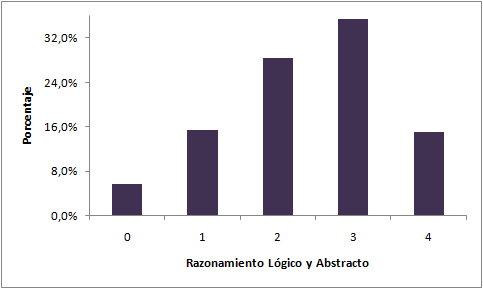 Porcentaje
32,0%
24,0%
16,0%
8,0%
0,0%
0 1 2 3 4
Razonamiento Lógico y Abstracto